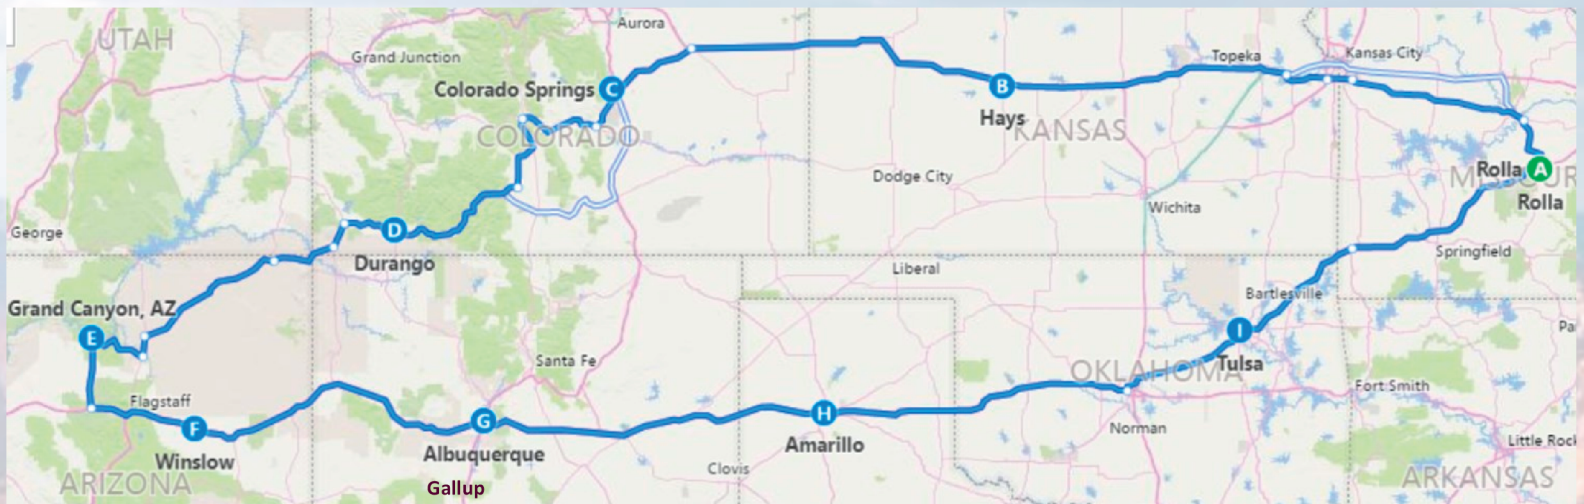 Aurora
UTAH
Grand Junction
Topeka
Kansas City
Colorado Springs C
B
Hays
COLORADO
KANSAS
Rolla A
Dodge City
Rolla
Wichita
George
D
Durango
Springfield
Liberal
Bartlesville
Grand Canyon, AZ
E
I
Tulsa
Santa Fe
OKLAHOMA
Fort Smith
Flagstaff
F
G
H
Norman
Winslow
Albuquerque
Amarillo
Little Rock
Clovis
ARIZONA
Gallup
ARKANSAS